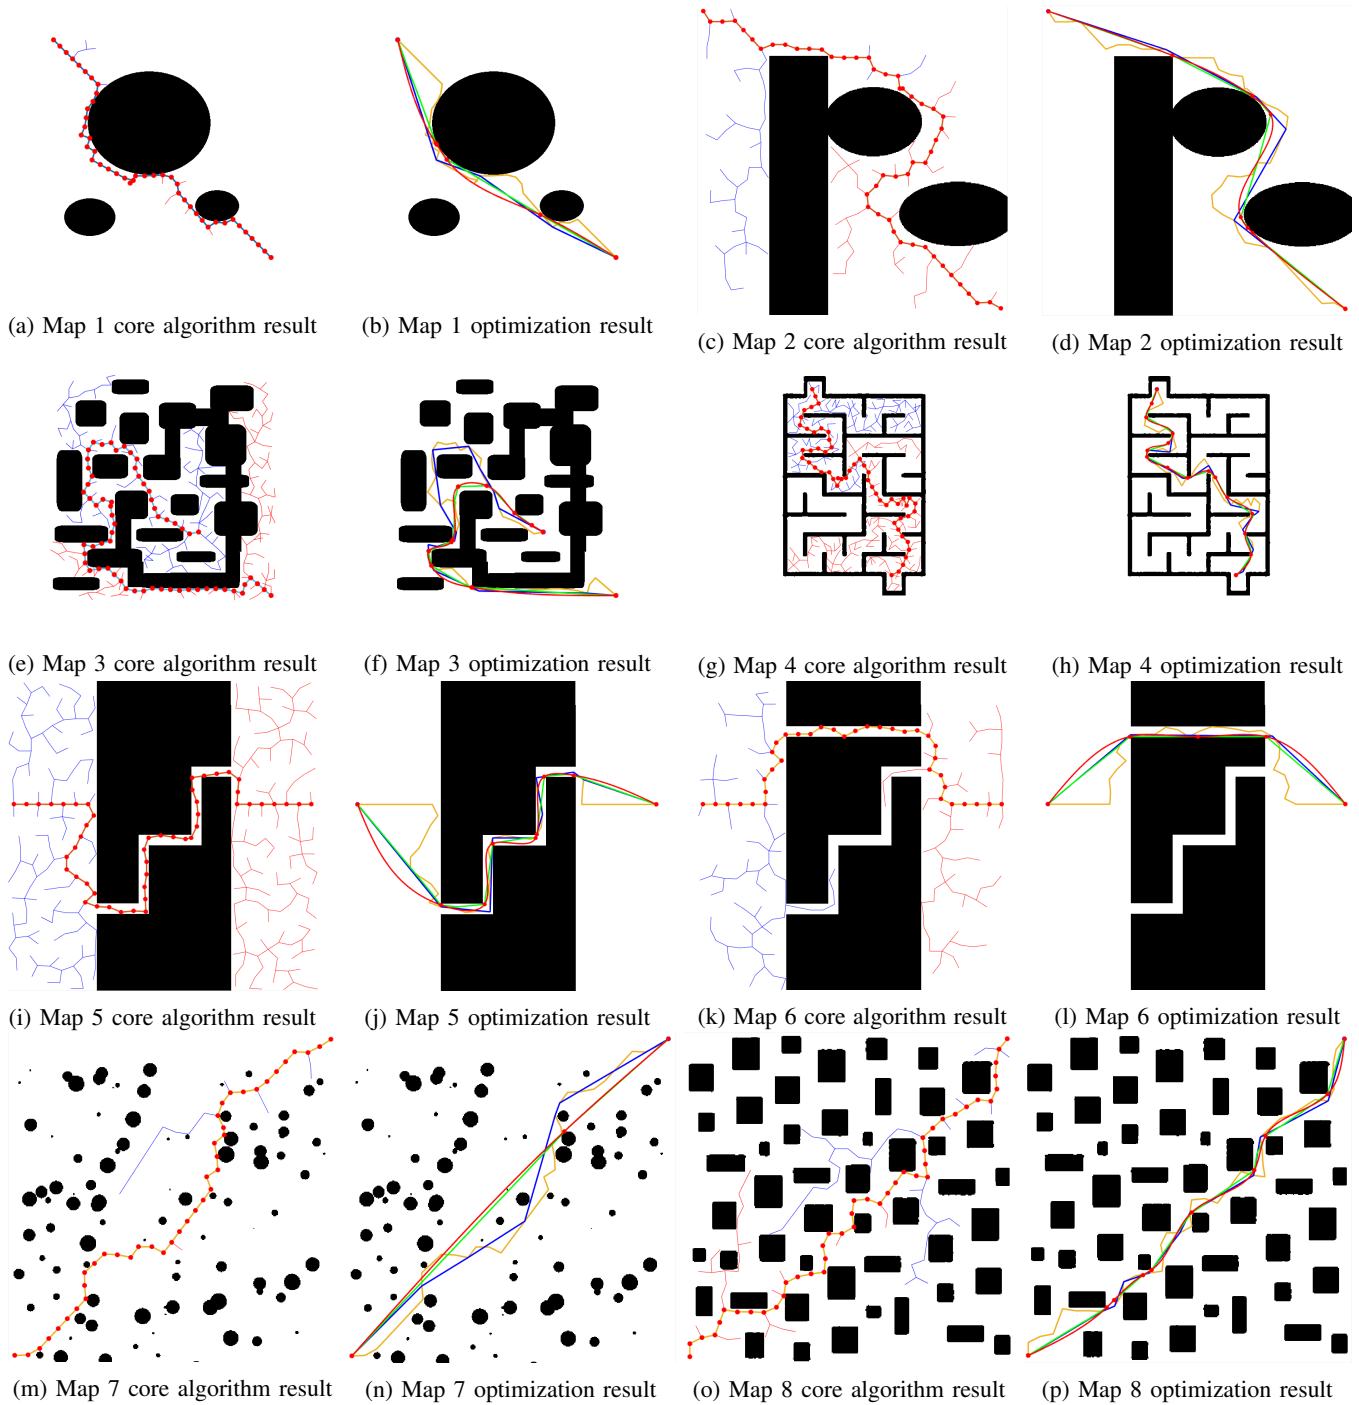 (a) Map 1 core algorithm result
(b) Map 1 optimization result
(c) Map 2 core algorithm result
(d) Map 2 optimization result
(e) Map 3 core algorithm result
(f) Map 3 optimization result
(g) Map 4 core algorithm result
(h) Map 4 optimization result
(i) Map 5 core algorithm result
(j) Map 5 optimization result
(k) Map 6 core algorithm result
(l) Map 6 optimization result
(m) Map 7 core algorithm result
(n) Map 7 optimization result
(o) Map 8 core algorithm result
(p) Map 8 optimization result